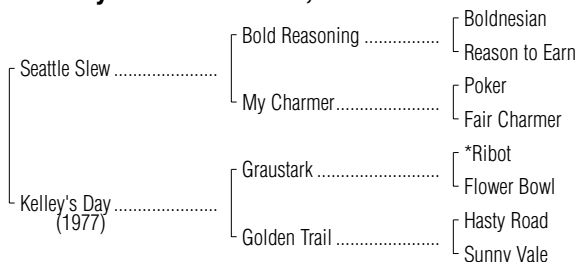 Boldnesian
Bold Reasoning ....................
Reason to Earn
Seattle Slew ...........................
Poker
My Charmer...........................
Fair Charmer
*Ribot
Graustark ................................
Flower Bowl
Kelley's Day ...........................
(1977)
Hasty Road
Golden Trail ............................
Sunny Vale